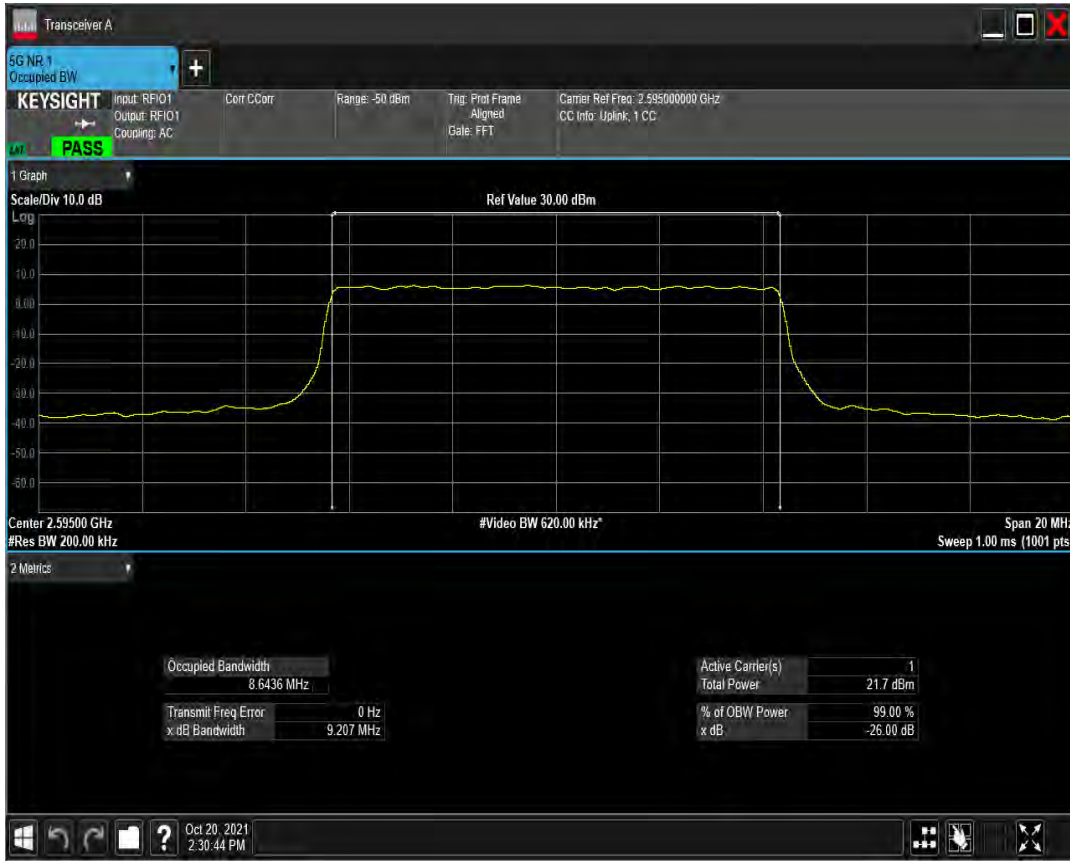 Transceiver A
5G NR 1
Occupied BW
+
KEYSIGHT
PASS
Input: RFIO1
Output: RFIO1
Coupling: AC
Corr CCorr
Range: -50 dBm
Trig: Prot Frame
Aligned
Gate: FFT
Carrier Ref Freq: 2.595000000 GHz
CC Info: Uplink, 1 CC
1 Graph
Scale/Div 10.0 dB
Ref Value 30.00 dBm
Log
20.0
10.0
0.00
-10.0
-20.0
-30.0
-40.0
-50.0
-60.0
Center 2.59500 GHz
#Video BW 620.00 kHz*
Span 20 MHz
#Res BW 200.00 kHz
Sweep 1.00 ms (1001 pts
2 Metrics
Occupied Bandwidth
8.6436 MHz
Transmit Freq Error 0 Hz
x dB Bandwidth 9.207 MHz
Active Carrier(s) 1
Total Power 21.7 dBm
% of OBW Power 99.00 %
x dB -26.00 dB
?
Oct 20, 2021
2:30:44 PM